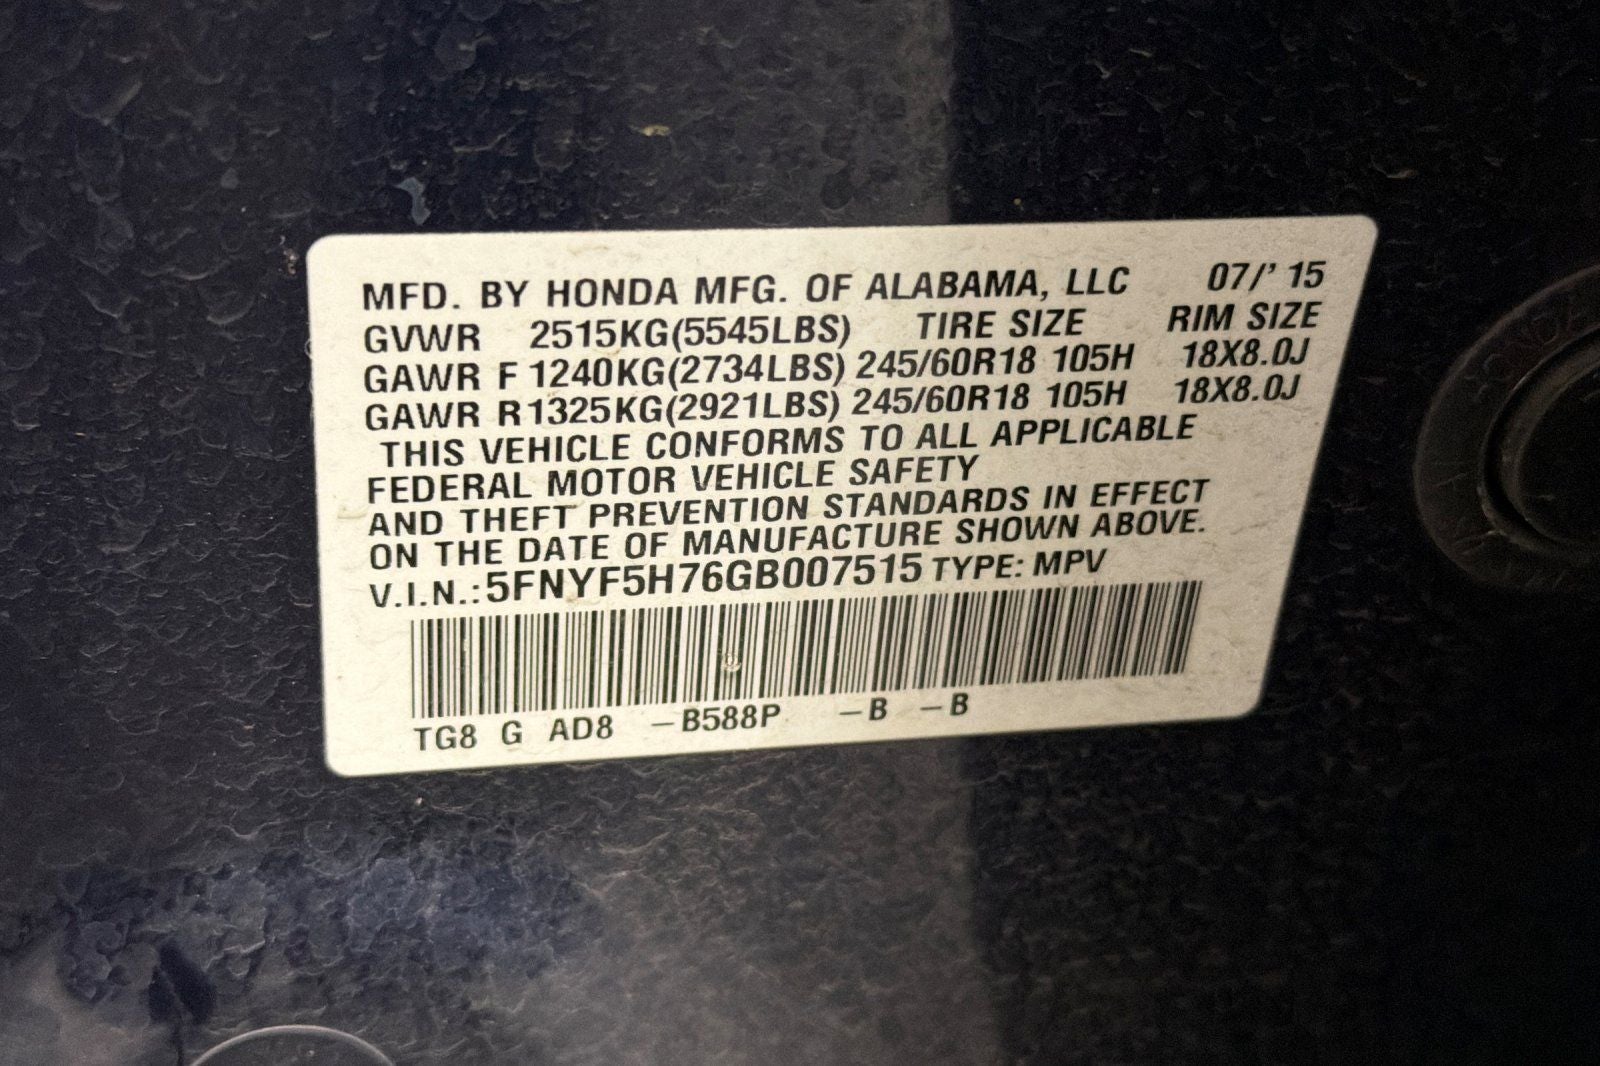 MFD. BY HONDA MFG. OF ALABAMA, LLC 07/' 15
GVWR 2515KG(5545LBS) TIRE SIZE RIM SIZE
GAWR F 1240KG(2734LBS) 245/60R18 105H 18X8.0J
GAWR R 1325KG(2921LBS) 245/60R18 105H 18X8.0J
THIS VEHICLE CONFORMS TO ALL APPLICABLE
FEDERAL MOTOR VEHICLE SAFETY
AND THEFT PREVENTION STANDARDS IN EFFECT
ON THE DATE OF MANUFACTURE SHOWN ABOVE.
V.I.N.:5FNYF5H76GB007515 TYPE: MPV
TG8 G AD8 –B588P –B –B